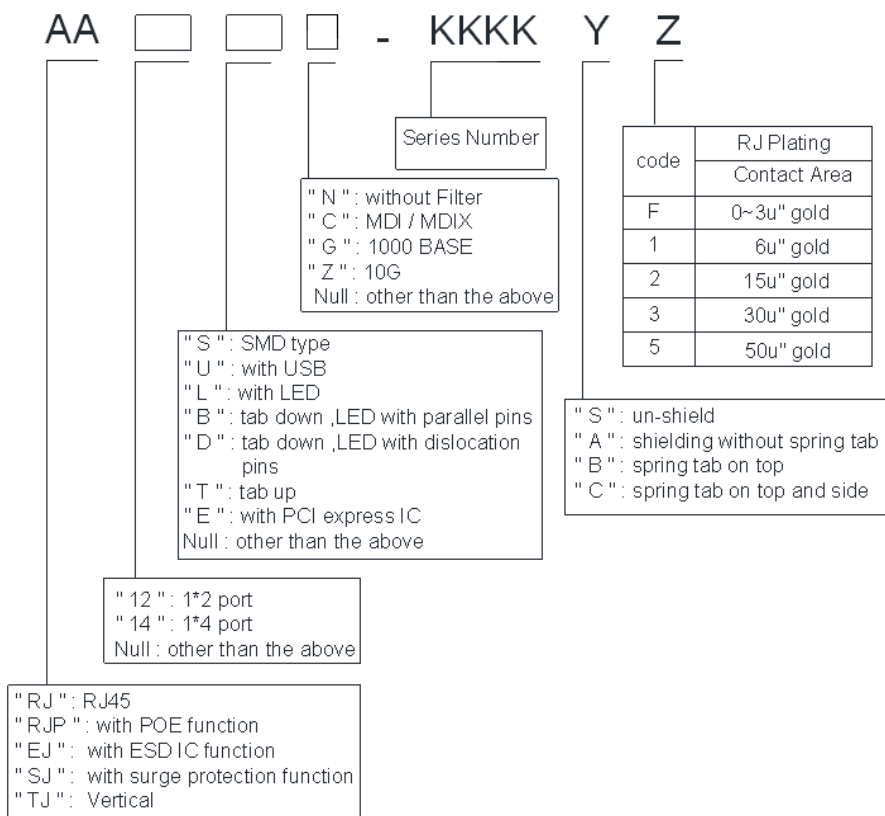 AA - KKKK Y Z
Series Number
code
RJ Plating
Contact Area
F 0~3u" gold
1 6u" gold
2 15u" gold
3 30u" gold
5 50u" gold
" N " : without Filter
" C " : MDI / MDIX
" G " : 1000 BASE
" Z " : 10G
Null : other than the above
" S " : SMD type
" U " : with USB
" L " : with LED
" B " : tab down ,LED with parallel pins
" D " : tab down ,LED with dislocation
pins
" T " : tab up
" E " : with PCI express IC
Null : other than the above
" S " : un-shield
" A " : shielding without spring tab
" B " : spring tab on top
" C " : spring tab on top and side
" 12 " : 1*2 port
" 14 " : 1*4 port
Null : other than the above
" RJ " : RJ45
" RJP " : with POE function
" EJ " : with ESD IC function
" SJ " : with surge protection function
" TJ " : Vertical